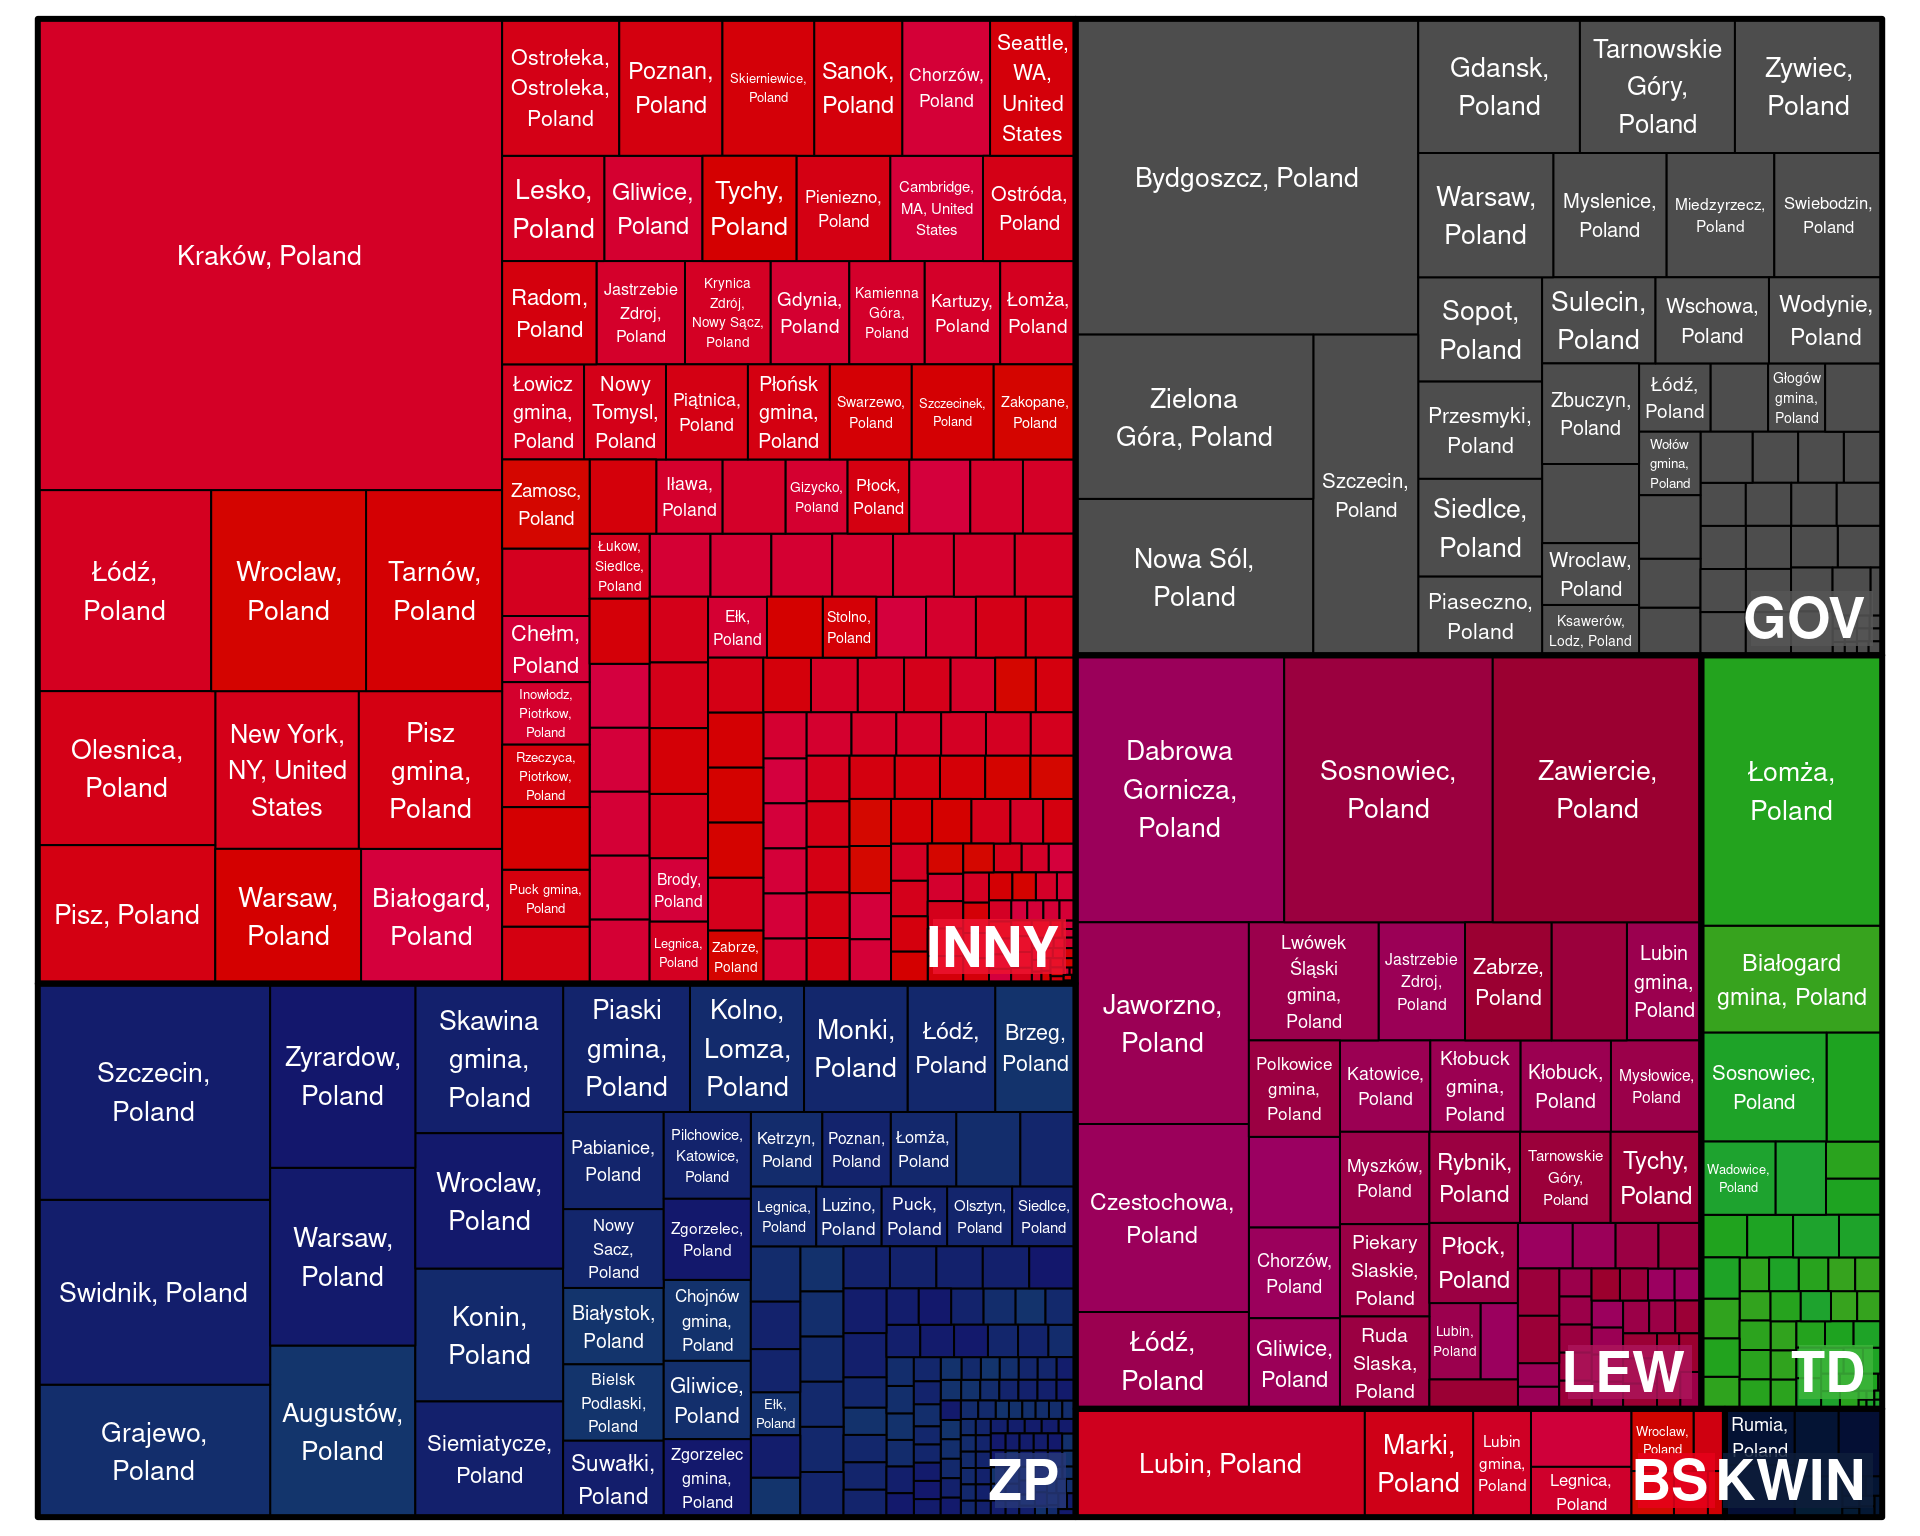 Kraków, Poland
Ostrołeka,
Ostroleka,
Poland
Poznan,
Poland
Skierniewice,
Poland
Sanok,
Poland
Chorzów,
Poland
Seattle,
WA,
United
States
Lesko,
Poland
Gliwice,
Poland
Tychy,
Poland
Pieniezno,
Poland
Cambridge,
MA, United
States
Ostróda,
Poland
Radom,
Poland
Jastrzebie
Zdroj,
Poland
Krynica
Zdrój,
Nowy Sącz,
Poland
Gdynia,
Poland
Kamienna
Góra,
Poland
Kartuzy,
Poland
Łomża,
Poland
Łowicz
gmina,
Poland
Nowy
Tomysl,
Poland
Piątnica,
Poland
Płońsk
gmina,
Poland
Swarzewo,
Poland
Szczecinek,
Poland
Zakopane,
Poland
Zamosc,
Poland
Iława,
Poland
Gizycko,
Poland
Płock,
Poland
Łukow,
Siedlce,
Poland
Łódź,
Poland
Wroclaw,
Poland
Tarnów,
Poland
Chełm,
Poland
Ełk,
Poland
Stolno,
Poland
Inowłodz,
Piotrkow,
Poland
Olesnica,
Poland
New York,
NY, United
States
Pisz
gmina,
Poland
Rzeczyca,
Piotrkow,
Poland
Pisz, Poland
Warsaw,
Poland
Białogard,
Poland
Puck gmina,
Poland
Brody,
Poland
Legnica,
Poland
Zabrze,
Poland
INNY
Bydgoszcz, Poland
Gdansk,
Poland
Tarnowskie
Góry,
Poland
Zywiec,
Poland
Warsaw,
Poland
Myslenice,
Poland
Miedzyrzecz,
Poland
Swiebodzin,
Poland
Sopot,
Poland
Sulecin,
Poland
Wschowa,
Poland
Wodynie,
Poland
Zielona
Góra, Poland
Szczecin,
Poland
Przesmyki,
Poland
Zbuczyn,
Poland
Łódź,
Poland
Głogów
gmina,
Poland
Wołów
gmina,
Poland
Nowa Sól,
Poland
Siedlce,
Poland
Wroclaw,
Poland
Piaseczno,
Poland
Ksawerów,
Lodz, Poland
GOV
Dabrowa
Gornicza,
Poland
Sosnowiec,
Poland
Zawiercie,
Poland
Jaworzno,
Poland
Lwówek
Śląski
gmina,
Poland
Jastrzebie
Zdroj,
Poland
Zabrze,
Poland
Lubin
gmina,
Poland
Polkowice
gmina,
Poland
Katowice,
Poland
Kłobuck
gmina,
Poland
Kłobuck,
Poland
Mysłowice,
Poland
Czestochowa,
Poland
Myszków,
Poland
Rybnik,
Poland
Tarnowskie
Góry,
Poland
Tychy,
Poland
Chorzów,
Poland
Piekary
Slaskie,
Poland
Płock,
Poland
Łódź,
Poland
Gliwice,
Poland
Ruda
Slaska,
Poland
Lubin,
Poland
LEW
Łomża,
Poland
Białogard
gmina, Poland
Sosnowiec,
Poland
Wadowice,
Poland
TD
Szczecin,
Poland
Zyrardow,
Poland
Skawina
gmina,
Poland
Piaski
gmina,
Poland
Kolno,
Lomza,
Poland
Monki,
Poland
Łódź,
Poland
Brzeg,
Poland
Pabianice,
Poland
Pilchowice,
Katowice,
Poland
Ketrzyn,
Poland
Poznan,
Poland
Łomża,
Poland
Swidnik, Poland
Warsaw,
Poland
Wroclaw,
Poland
Nowy
Sacz,
Poland
Zgorzelec,
Poland
Legnica,
Poland
Luzino,
Poland
Puck,
Poland
Olsztyn,
Poland
Siedlce,
Poland
Konin,
Poland
Białystok,
Poland
Chojnów
gmina,
Poland
Grajewo,
Poland
Augustów,
Poland
Siemiatycze,
Poland
Bielsk
Podlaski,
Poland
Gliwice,
Poland
Ełk,
Poland
Suwałki,
Poland
Zgorzelec
gmina,
Poland
ZP
Lubin, Poland
Marki,
Poland
Lubin
gmina,
Poland
Legnica,
Poland
Wroclaw,
Poland
BS
Rumia,
Poland
KWIN